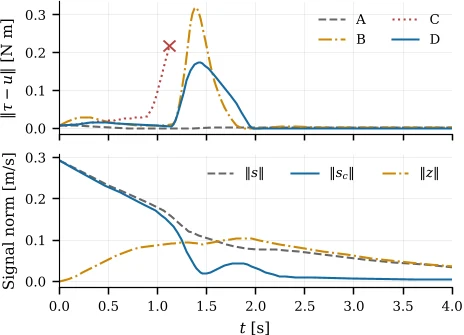 ‖τ − u‖ [N m]
0.3
0.2
0.1
0.0
A
B
C
D
Signal norm [m/s]
0.3
0.2
0.1
0.0
‖s‖
‖s_c‖
‖z‖
0.0 0.5 1.0 1.5 2.0 2.5 3.0 3.5 4.0
t [s]